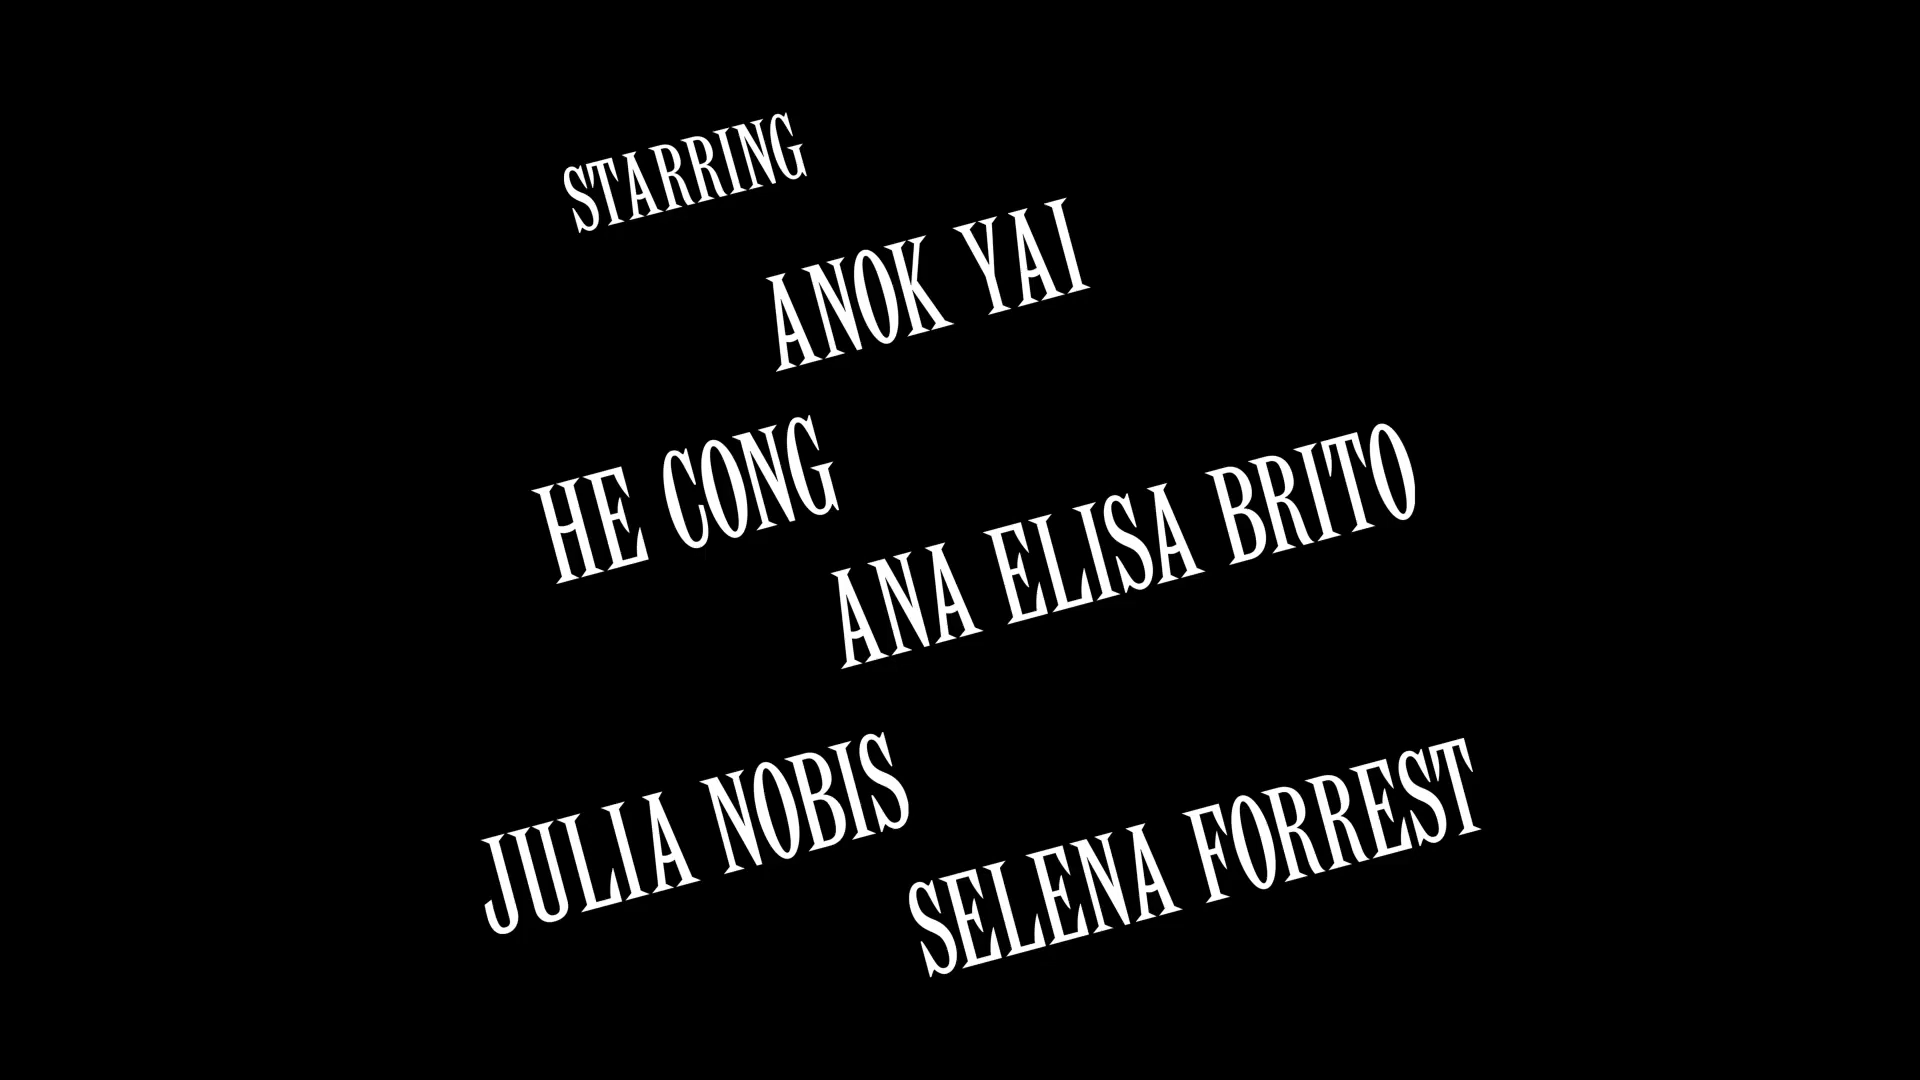 STARRING
ANOK YAI
HE CONG
ANA ELISA BRITO
JULIA NOBIS
SELENA FORREST